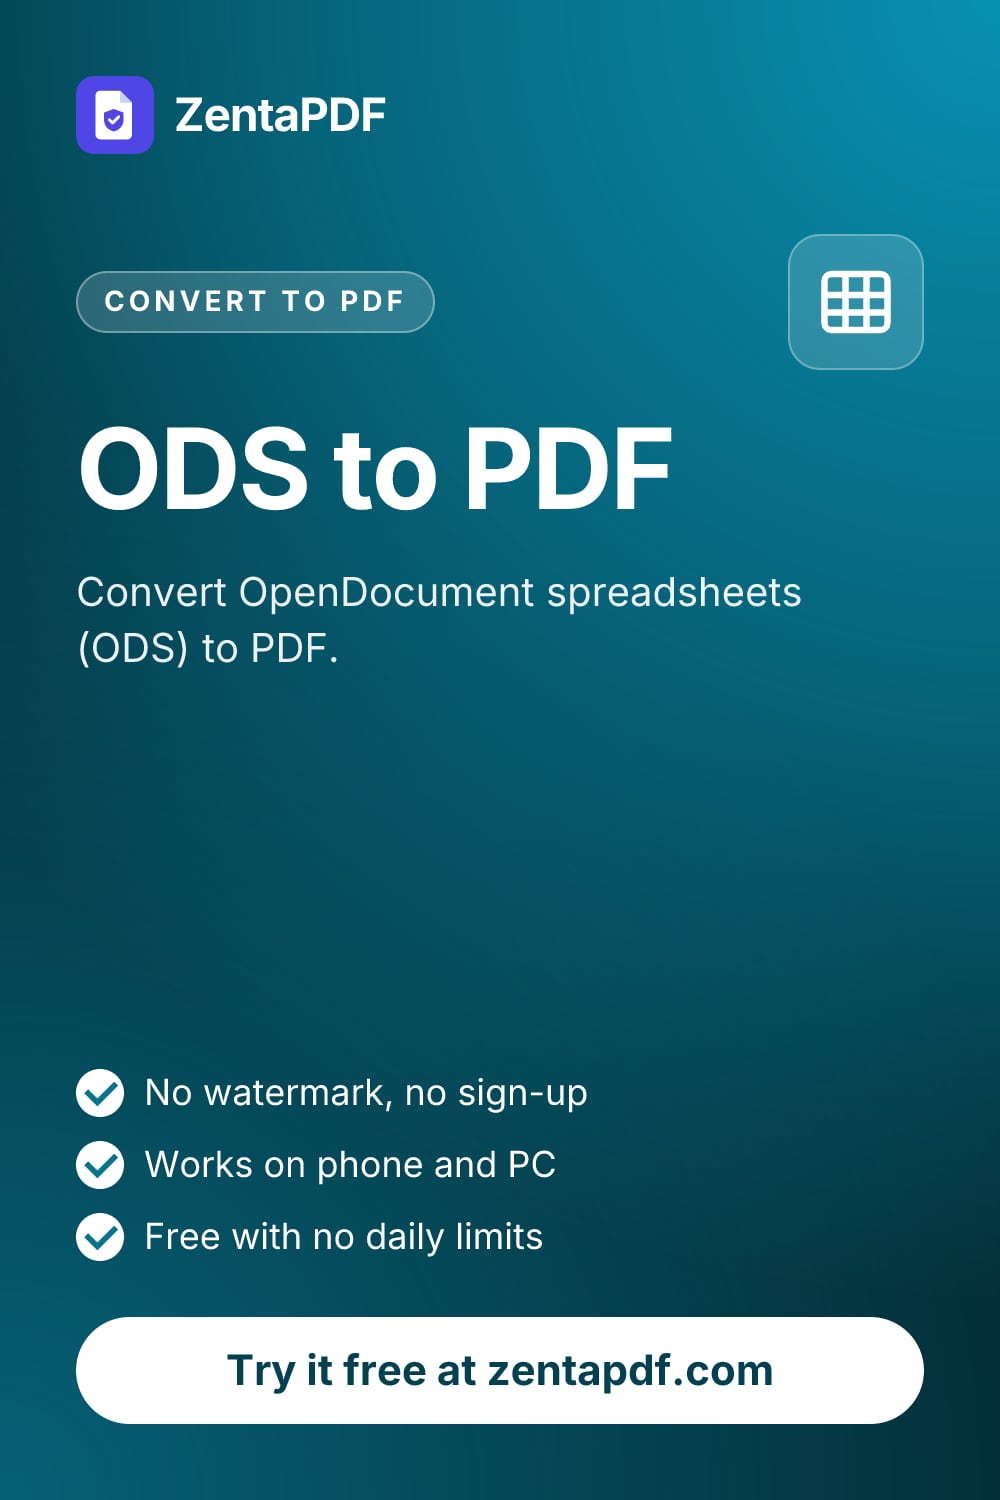 ZentaPDF
CONVERT TO PDF
ODS to PDF
Convert OpenDocument spreadsheets
(ODS) to PDF.
No watermark, no sign-up
Works on phone and PC
Free with no daily limits
Try it free at zentapdf.com